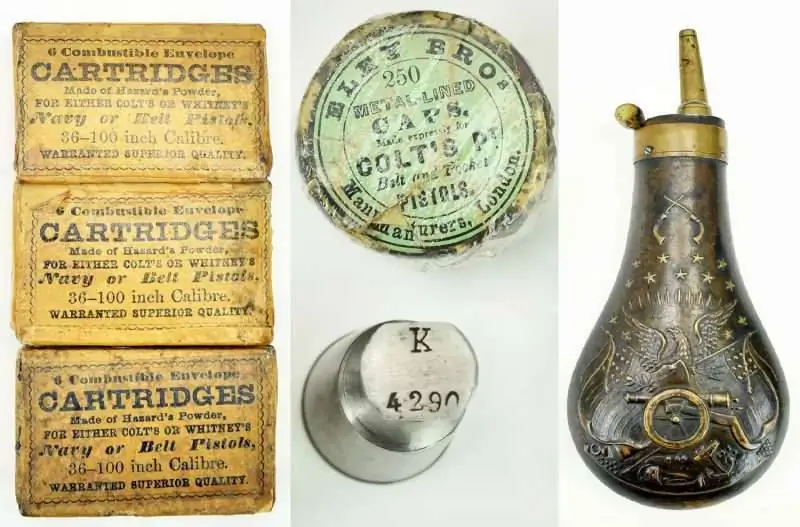 6 Combustible Envelope
CARTRIDGES
Made of Hazard's Powder,
FOR EITHER COLT'S OR WHITNEY'S
Navy or Belt Pistols.
36–100 inch Calibre.
WARRANTED SUPERIOR QUALITY.
6 Combustible Envelope
CARTRIDGES
Made of Hazard's Powder,
FOR EITHER COLT'S OR WHITNEY'S
Navy or Belt Pistols.
36–100 inch Calibre.
WARRANTED SUPERIOR QUALITY.
6 Combustible Envelope
CARTRIDGES
Made of Hazard's Powder,
FOR EITHER COLT'S OR WHITNEY'S
Navy or Belt Pistols,
36–100 inch Calibre.
WARRANTED SUPERIOR QUALITY.
ELEY BROS
250
METAL-LINED
CAPS.
Made expressly for
COLT'S PT
Belt and Pocket
PISTOLS.
London.
K
4290